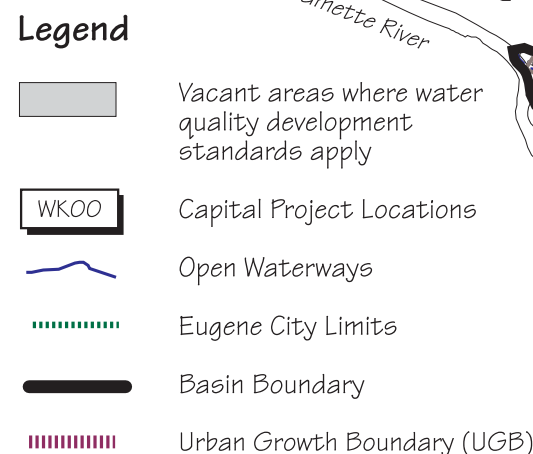 Legend
River
Vacant areas where water
quality development
standards apply
WKOO
Capital Project Locations
Open Waterways
Eugene City Limits
Basin Boundary
Urban Growth Boundary (UGB)